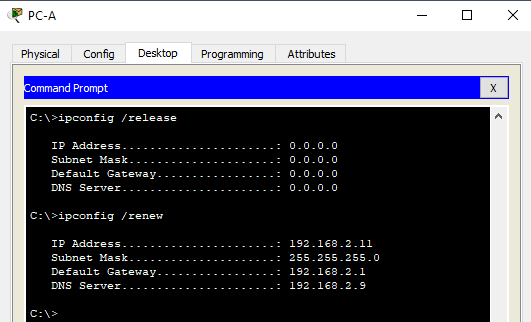 PC-A
Physical Config Desktop Programming Attributes
Command Prompt X
C:\>ipconfig /release
IP Address......................: 0.0.0.0
Subnet Mask.....................: 0.0.0.0
Default Gateway.................: 0.0.0.0
DNS Server......................: 0.0.0.0
C:\>ipconfig /renew
IP Address......................: 192.168.2.11
Subnet Mask.....................: 255.255.255.0
Default Gateway.................: 192.168.2.1
DNS Server......................: 192.168.2.9
C:\>